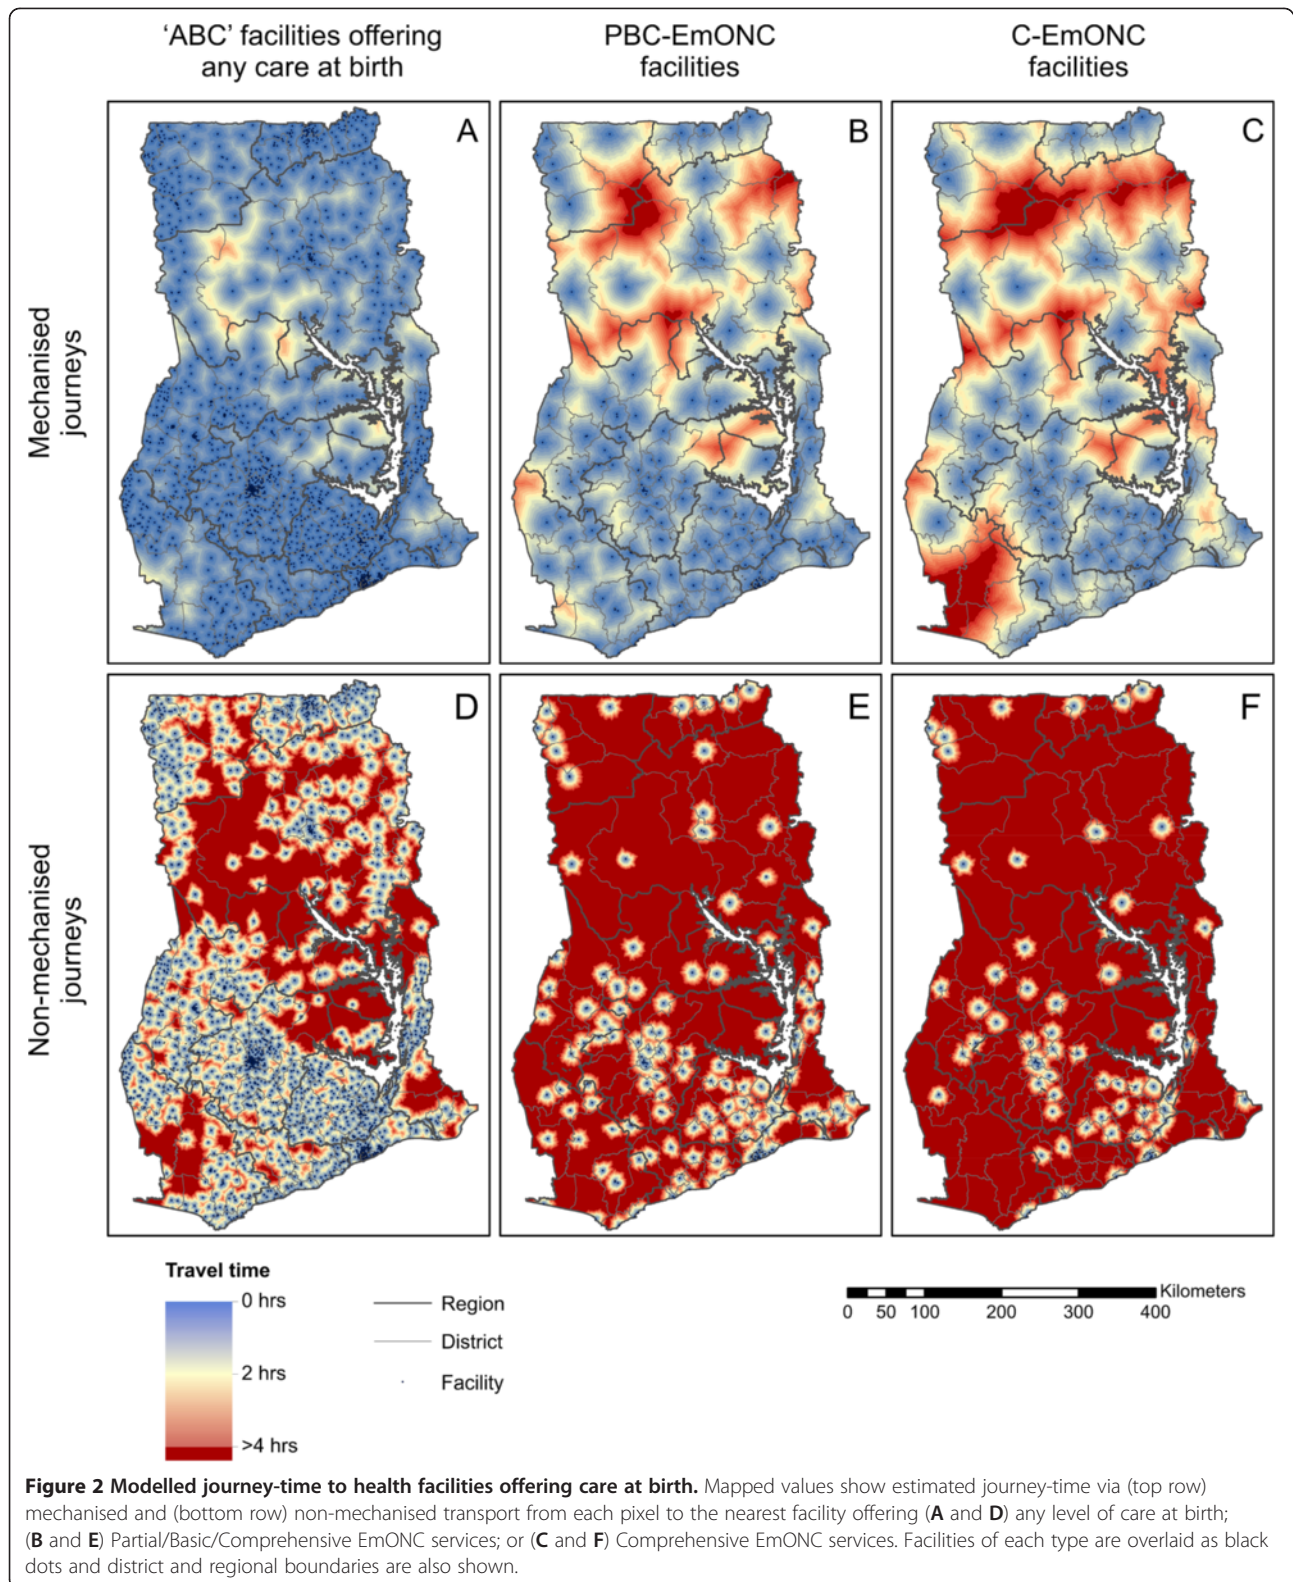 ‘ABC’ facilities offering
any care at birth
PBC-EmONC
facilities
C-EmONC
facilities
Mechanised
journeys
A
B
C
Non-mechanised
journeys
D
E
F
Travel time
0 hrs
2 hrs
>4 hrs
Region
District
Facility
Kilometers
0 50 100 200 300 400
Figure 2 Modelled journey-time to health facilities offering care at birth. Mapped values show estimated journey-time via (top row)
mechanised and (bottom row) non-mechanised transport from each pixel to the nearest facility offering (A and D) any level of care at birth;
(B and E) Partial/Basic/Comprehensive EmONC services; or (C and F) Comprehensive EmONC services. Facilities of each type are overlaid as black
dots and district and regional boundaries are also shown.